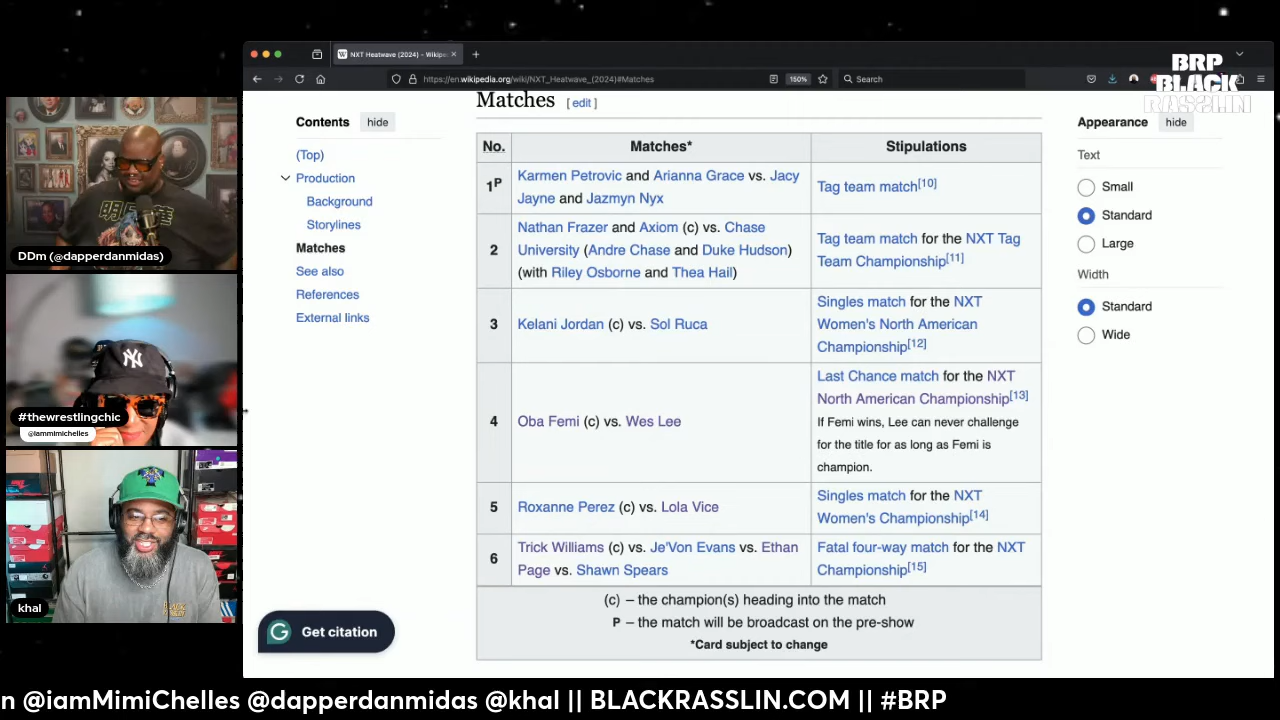 NXT Heatwave (2024) – Wikipe
https://en.wikipedia.org/wiki/NXT_Heatwave_(2024)#Matches
150%
Search
BRP
BLACK
RASSLIN
DDm (@dapperdanmidas)
NY
#thewrestlingchic
@iammimichelles
khal
Contents
hide
(Top)
Production
Background
Storylines
Matches
See also
References
External links
Matches [ edit ]
No. Matches* Stipulations
1P Karmen Petrovic and Arianna Grace vs. Jacy
Jayne and Jazmyn Nyx
Tag team match[10]
2 Nathan Frazer and Axiom (c) vs. Chase
University (Andre Chase and Duke Hudson)
(with Riley Osborne and Thea Hail)
Tag team match for the NXT Tag
Team Championship[11]
3 Kelani Jordan (c) vs. Sol Ruca
Singles match for the NXT
Women's North American
Championship[12]
4 Oba Femi (c) vs. Wes Lee
Last Chance match for the NXT
North American Championship[13]
If Femi wins, Lee can never challenge
for the title for as long as Femi is
champion.
5 Roxanne Perez (c) vs. Lola Vice
Singles match for the NXT
Women's Championship[14]
6 Trick Williams (c) vs. Je'Von Evans vs. Ethan
Page vs. Shawn Spears
Fatal four-way match for the NXT
Championship[15]
(c) – the champion(s) heading into the match
P – the match will be broadcast on the pre-show
*Card subject to change
Appearance
hide
Text
Small
Standard
Large
Width
Standard
Wide
Get citation
n @iamMimiChelles @dapperdanmidas @khal || BLACKRASSLIN.COM || #BRP